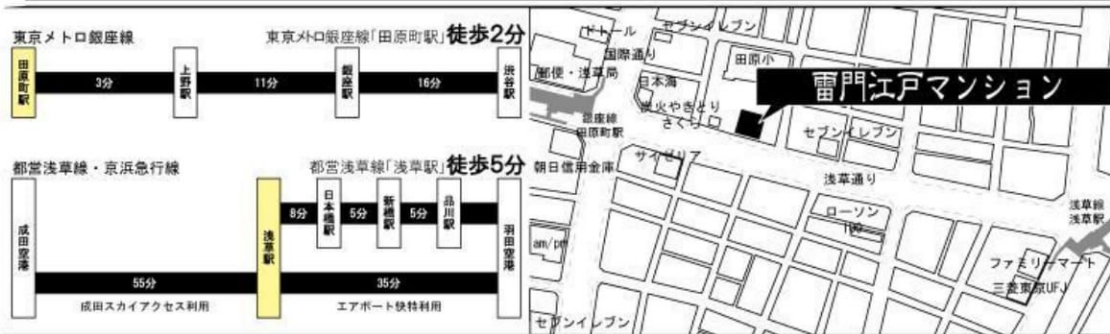 東京メトロ銀座線
東京メトロ銀座線「田原町駅」徒歩2分
田原町駅
3分
上野駅
11分
銀座駅
16分
渋谷駅
都営浅草線・京浜急行線
都営浅草線「浅草駅」徒歩5分
成田空港
55分
成田スカイアクセス利用
浅草駅
8分
日本橋駅
5分
新橋駅
5分
品川駅
35分
エアポート快特利用
羽田空港
ドトール
セブンイレブン
国際通り
田原小
郵便・浅草局
日本海
雷門江戸マンション
炭火やきとり
さくら
銀座線
田原町駅
セブンイレブン
サイゼリア
朝日信用金庫
浅草通り
ローソン
100
浅草線
浅草駅
am/pm
ファミリーマート
三菱東京UFJ
セブンイレブン